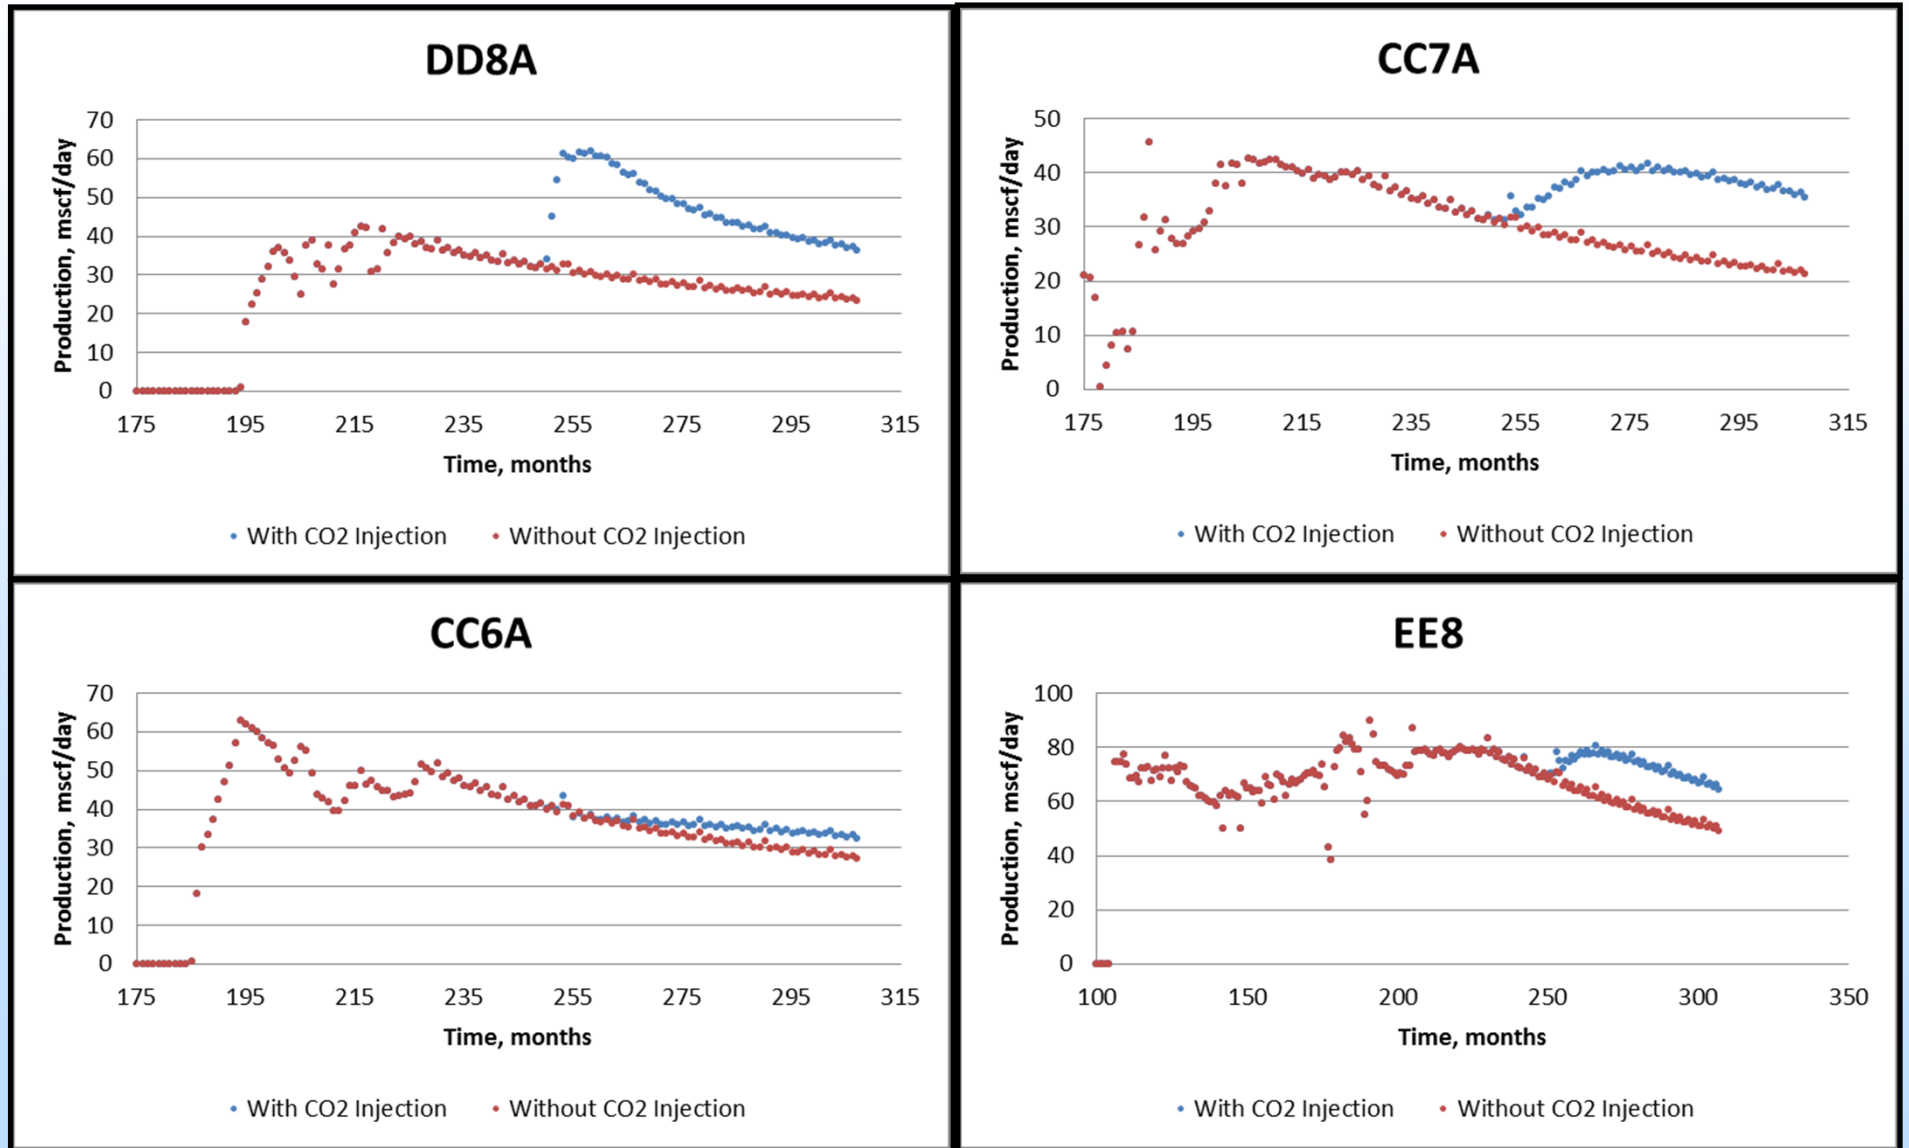 DD8A
Production, mscf/day
70
60
50
40
30
20
10
0
175 195 215 235 255 275 295 315
Time, months
With CO2 Injection Without CO2 Injection
CC7A
Production, mscf/day
50
40
30
20
10
0
175 195 215 235 255 275 295 315
Time, months
With CO2 Injection Without CO2 Injection
CC6A
Production, mscf/day
70
60
50
40
30
20
10
0
175 195 215 235 255 275 295 315
Time, months
With CO2 Injection Without CO2 Injection
EE8
Production, mscf/day
100
80
60
40
20
0
100 150 200 250 300 350
Time, months
With CO2 Injection Without CO2 Injection